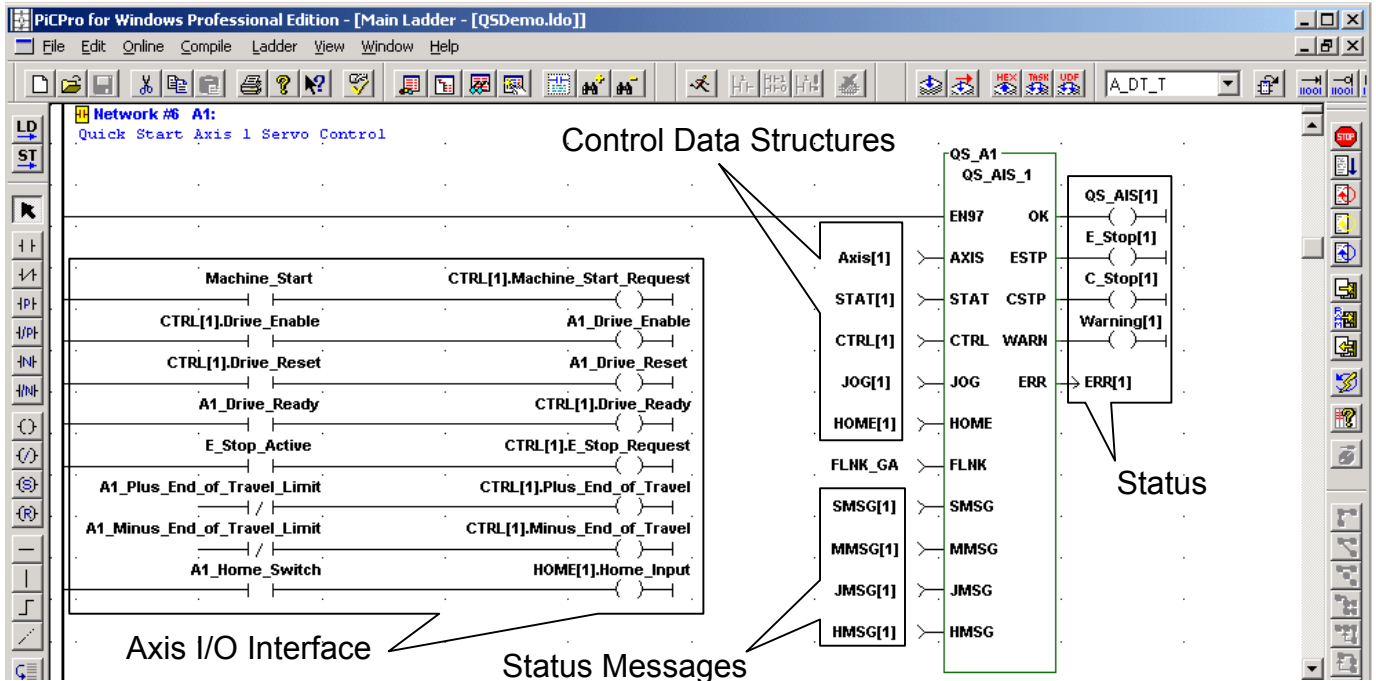 PiCPro for Windows Professional Edition - [Main Ladder - [QSDemo.ldo]]
File Edit Online Compile Ladder View Window Help
HEX TASK UDF A_DT_T
LD
ST
Network #6 A1:
Quick Start Axis 1 Servo Control
Control Data Structures
QS_A1
QS_AIS_1
QS_AIS[1]
EN97 OK
E_Stop[1]
Axis[1] AXIS ESTP
C_Stop[1]
STAT[1] STAT CSTP
Warning[1]
CTRL[1] CTRL WARN
JOG[1] JOG ERR ERR[1]
HOME[1] HOME
FLNK_GA FLNK
SMSG[1] SMSG
MMSG[1] MMSG
JMSG[1] JMSG
HMSG[1] HMSG
Machine_Start CTRL[1].Machine_Start_Request
CTRL[1].Drive_Enable A1_Drive_Enable
CTRL[1].Drive_Reset A1_Drive_Reset
A1_Drive_Ready CTRL[1].Drive_Ready
E_Stop_Active CTRL[1].E_Stop_Request
A1_Plus_End_of_Travel_Limit CTRL[1].Plus_End_of_Travel
A1_Minus_End_of_Travel_Limit CTRL[1].Minus_End_of_Travel
A1_Home_Switch HOME[1].Home_Input
Status
Axis I/O Interface
Status Messages
STOP